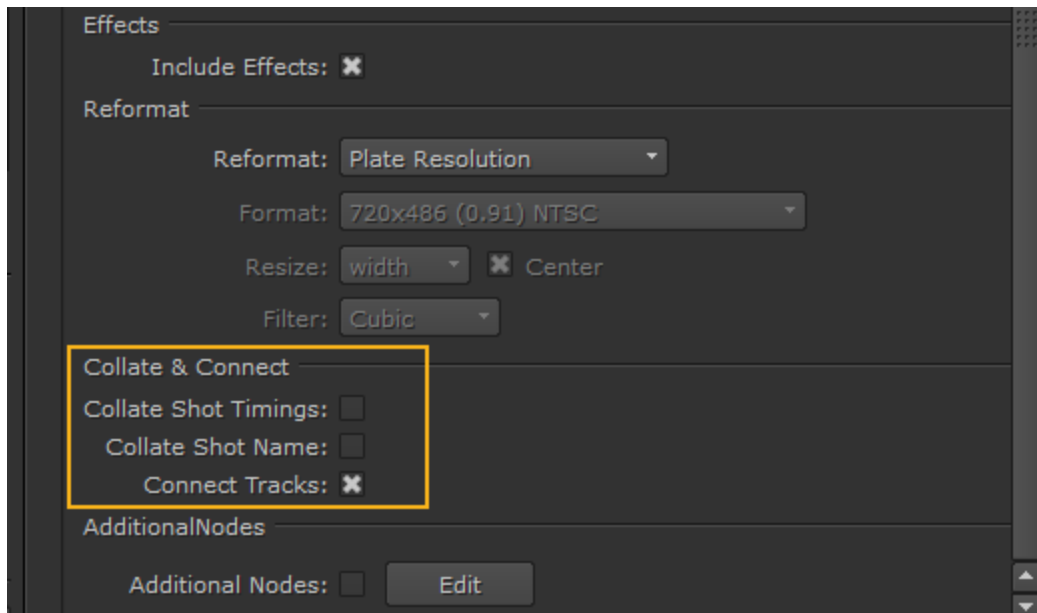 Effects
Include Effects:
Reformat
Reformat: Plate Resolution
Format: 720x486 (0.91) NTSC
Resize: width Center
Filter: Cubic
Collate & Connect
Collate Shot Timings:
Collate Shot Name:
Connect Tracks:
AdditionalNodes
Additional Nodes: Edit